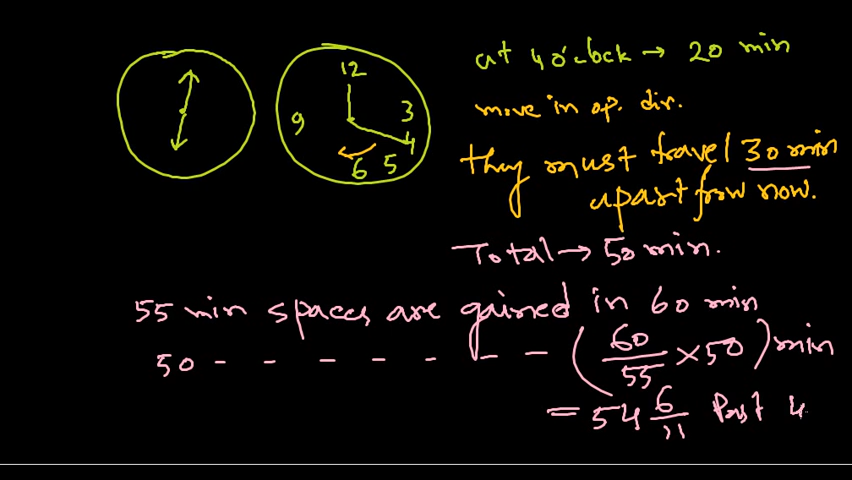 12
9
3
4
5
6
at 4 o'clock → 20 min
move in op. dir.
they must travel 30 min
apart from now.
Total → 50 min.
55 min spaces are gained in 60 min
50 - - - - - - - (60/55 × 50) min
= 54 6/11 Past 4